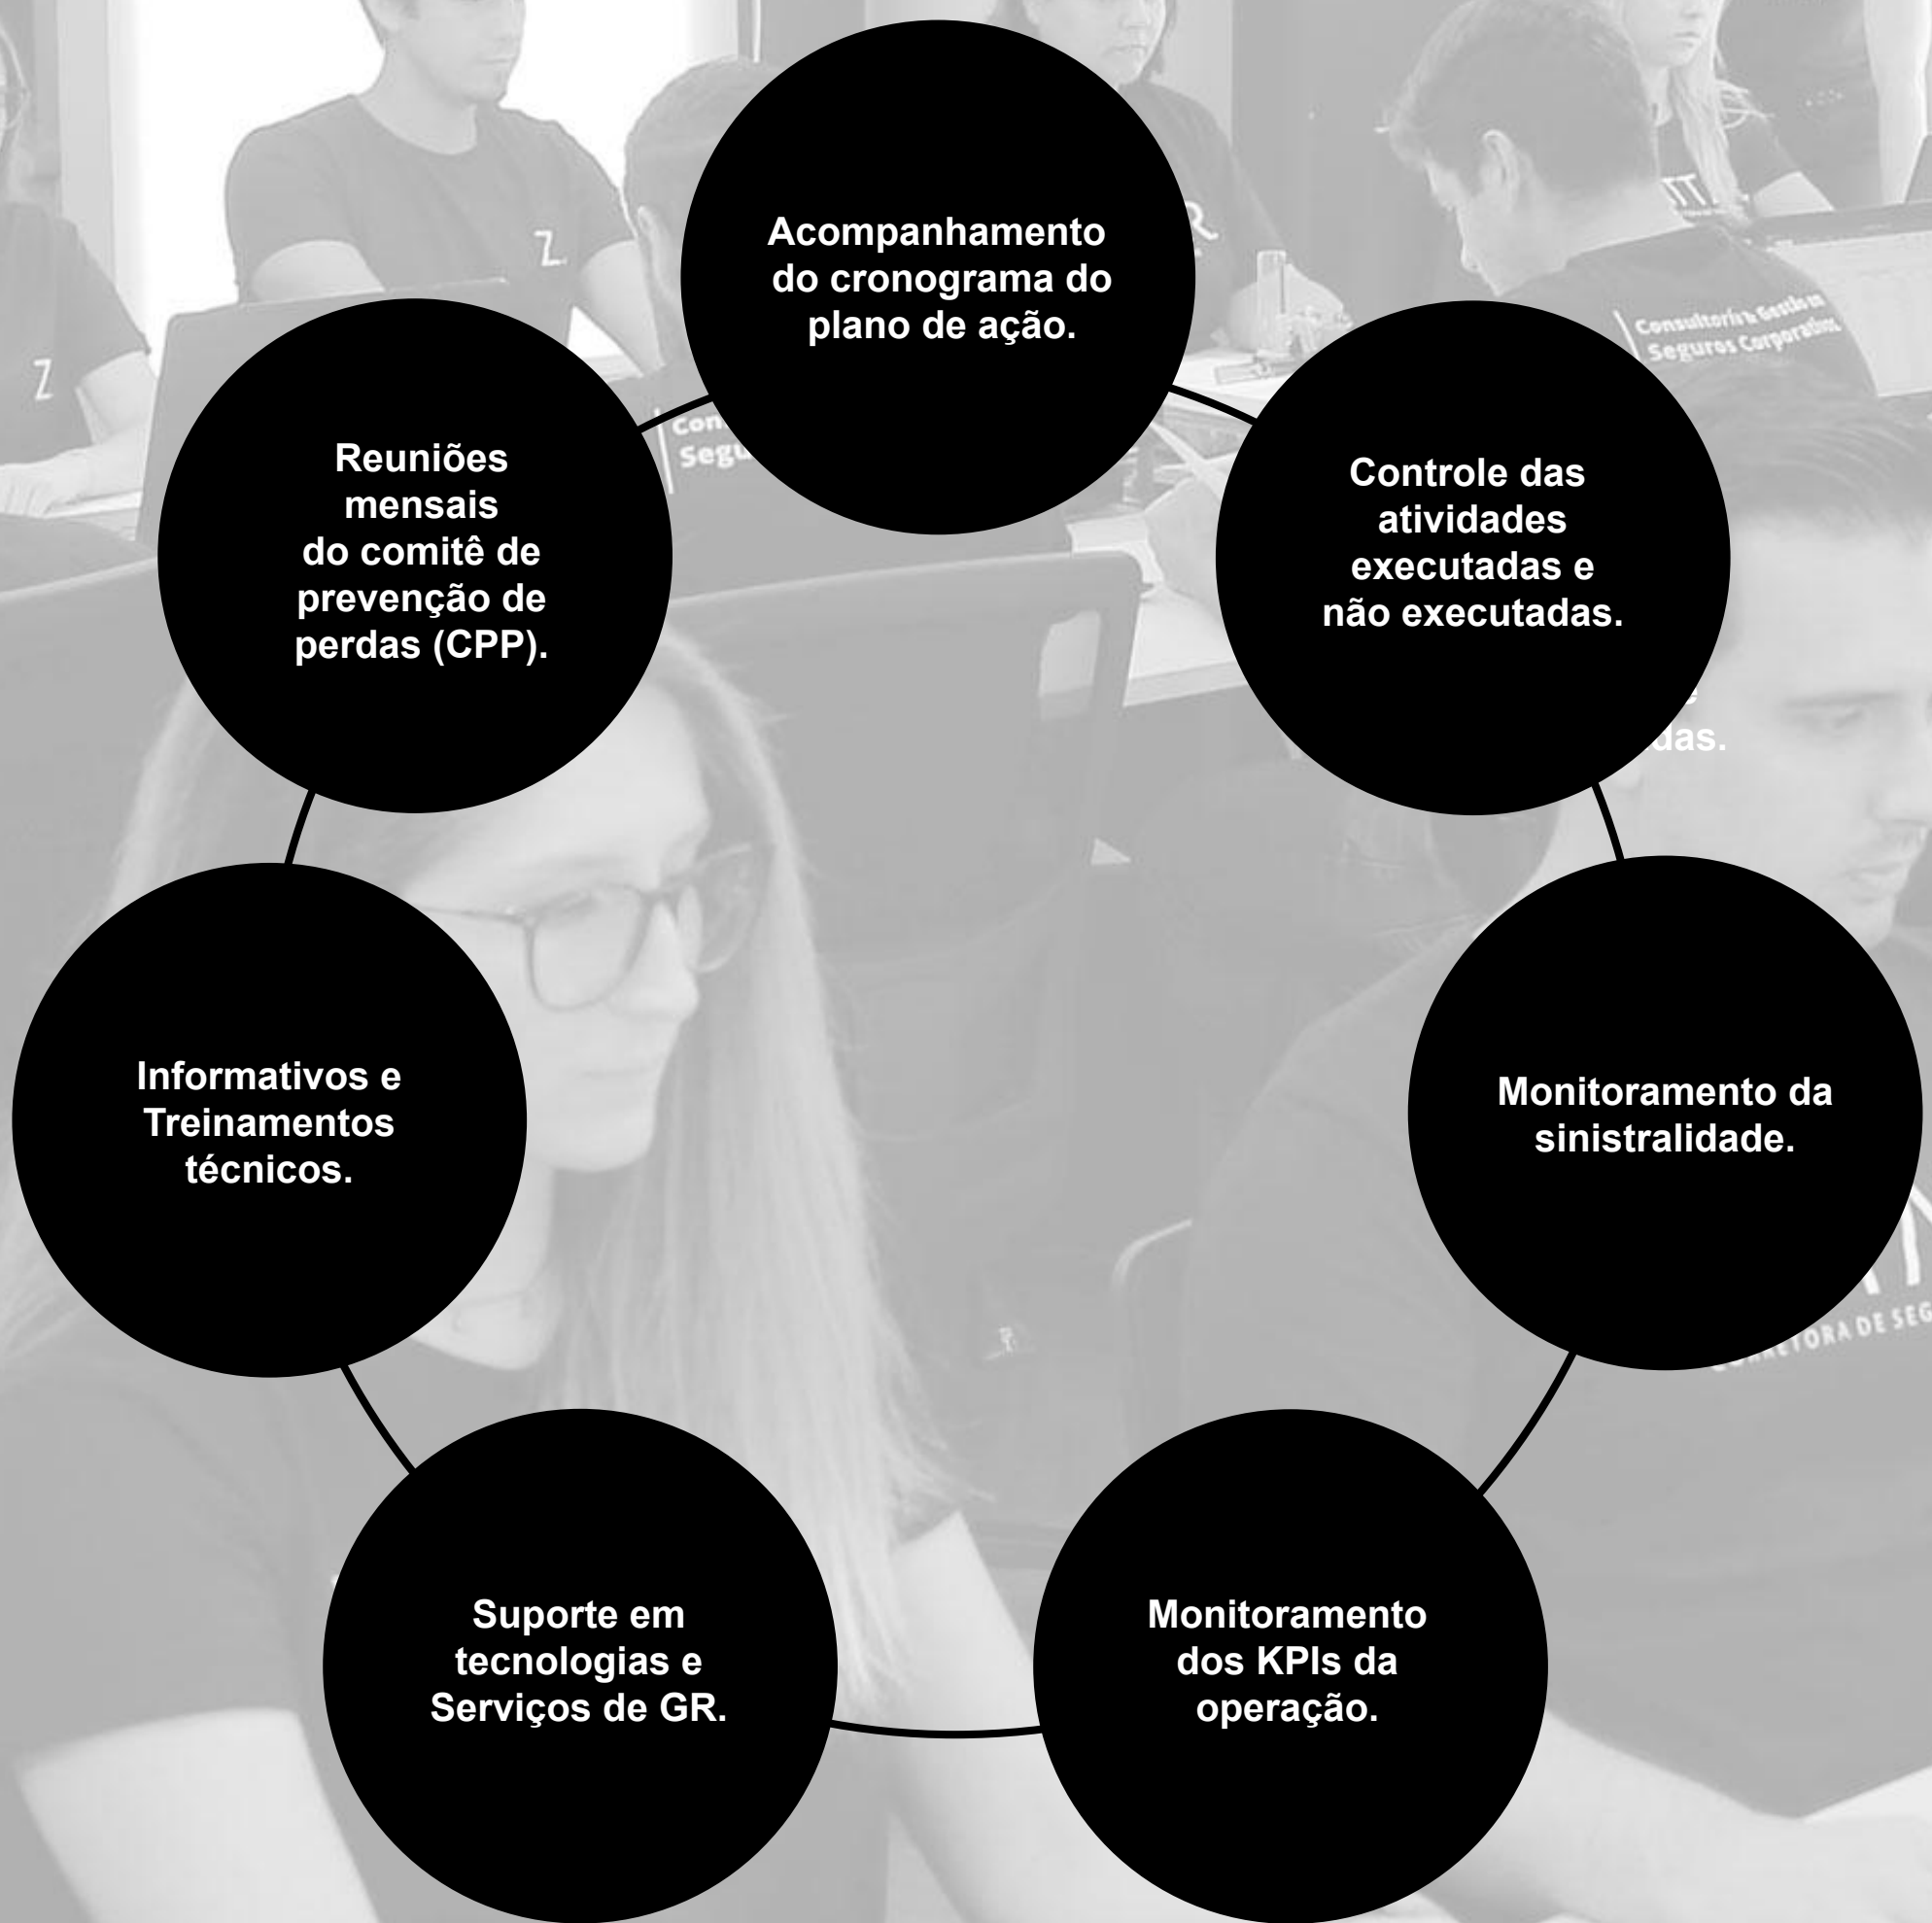 Acompanhamento
do cronograma do
plano de ação.
Controle das
atividades
executadas e
não executadas.
Monitoramento da
sinistralidade.
Monitoramento
dos KPIs da
operação.
Suporte em
tecnologias e
Serviços de GR.
Informativos e
Treinamentos
técnicos.
Reuniões
mensais
do comitê de
prevenção de
perdas (CPP).
Z
Z
Seguros Corporativos